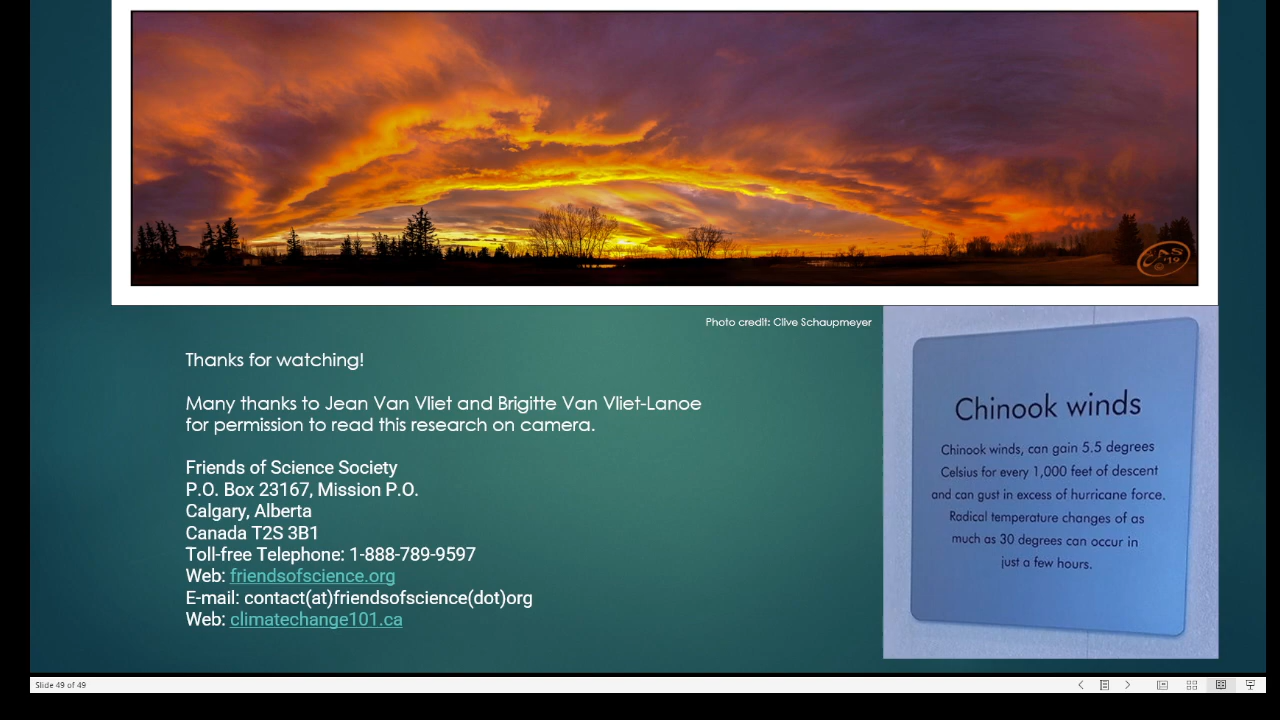 Photo credit: Clive Schaupmeyer
Thanks for watching!
Many thanks to Jean Van Vliet and Brigitte Van Vliet-Lanoe
for permission to read this research on camera.
Friends of Science Society
P.O. Box 23167, Mission P.O.
Calgary, Alberta
Canada T2S 3B1
Toll-free Telephone: 1-888-789-9597
Web: friendsofscience.org
E-mail: contact(at)friendsofscience(dot)org
Web: climatechange101.ca
Chinook winds
Chinook winds, can gain 5.5 degrees
Celsius for every 1,000 feet of descent
and can gust in excess of hurricane force.
Radical temperature changes of as
much as 30 degrees can occur in
just a few hours.
Slide 49 of 49